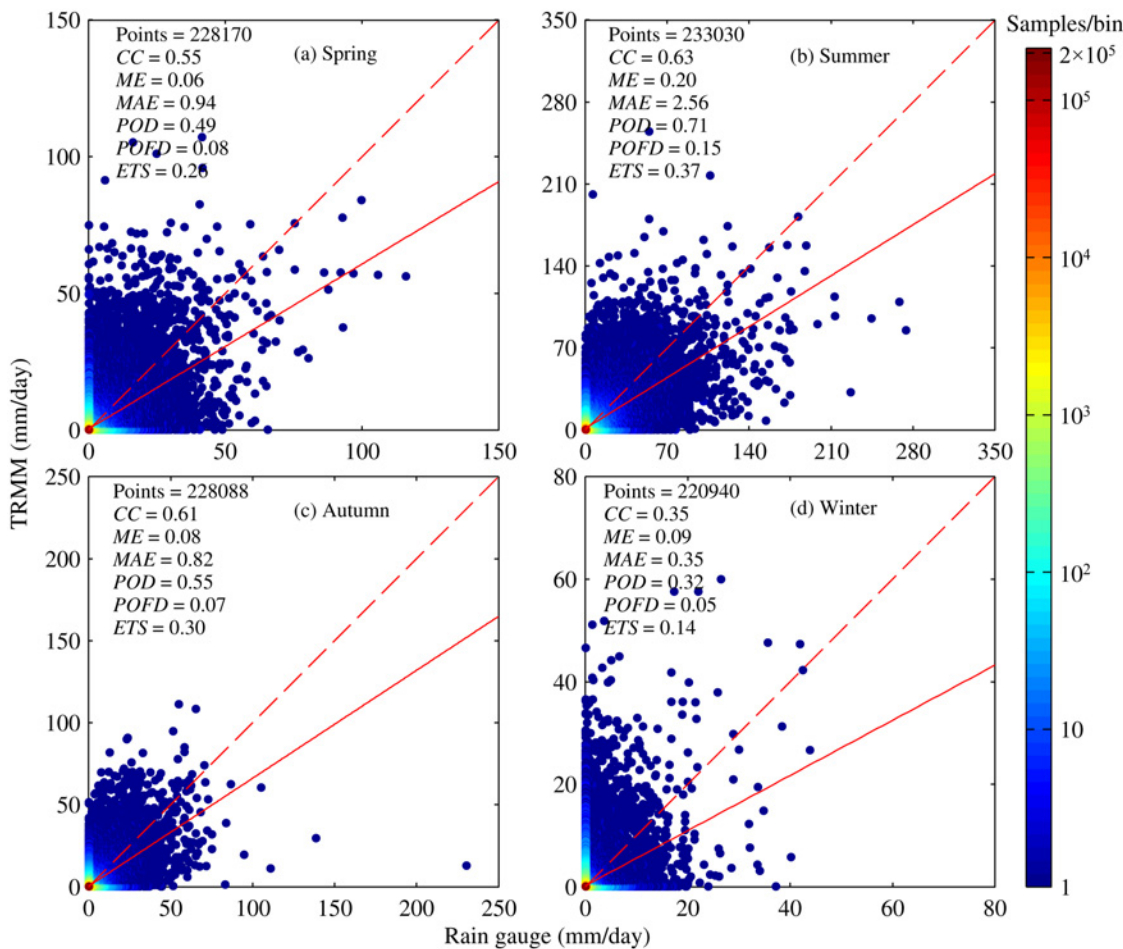 Samples/bin
150
Points = 228170
(a) Spring
CC = 0.55
ME = 0.06
MAE = 0.94
POD = 0.49
POFD = 0.08
ETS = 0.26
100
50
0
0
50
100
150
350
Points = 233030
(b) Summer
CC = 0.63
ME = 0.20
MAE = 2.56
POD = 0.71
POFD = 0.15
ETS = 0.37
280
210
140
70
0
0
70
140
210
280
350
TRMM (mm/day)
250
Points = 228088
(c) Autumn
CC = 0.61
ME = 0.08
MAE = 0.82
POD = 0.55
POFD = 0.07
ETS = 0.30
200
150
100
50
0
0
50
100
150
200
250
80
Points = 220940
(d) Winter
CC = 0.35
ME = 0.09
MAE = 0.35
POD = 0.32
POFD = 0.05
ETS = 0.14
60
40
20
0
0
20
40
60
80
Rain gauge (mm/day)
2×10⁵
10⁵
10⁴
10³
10²
10
1